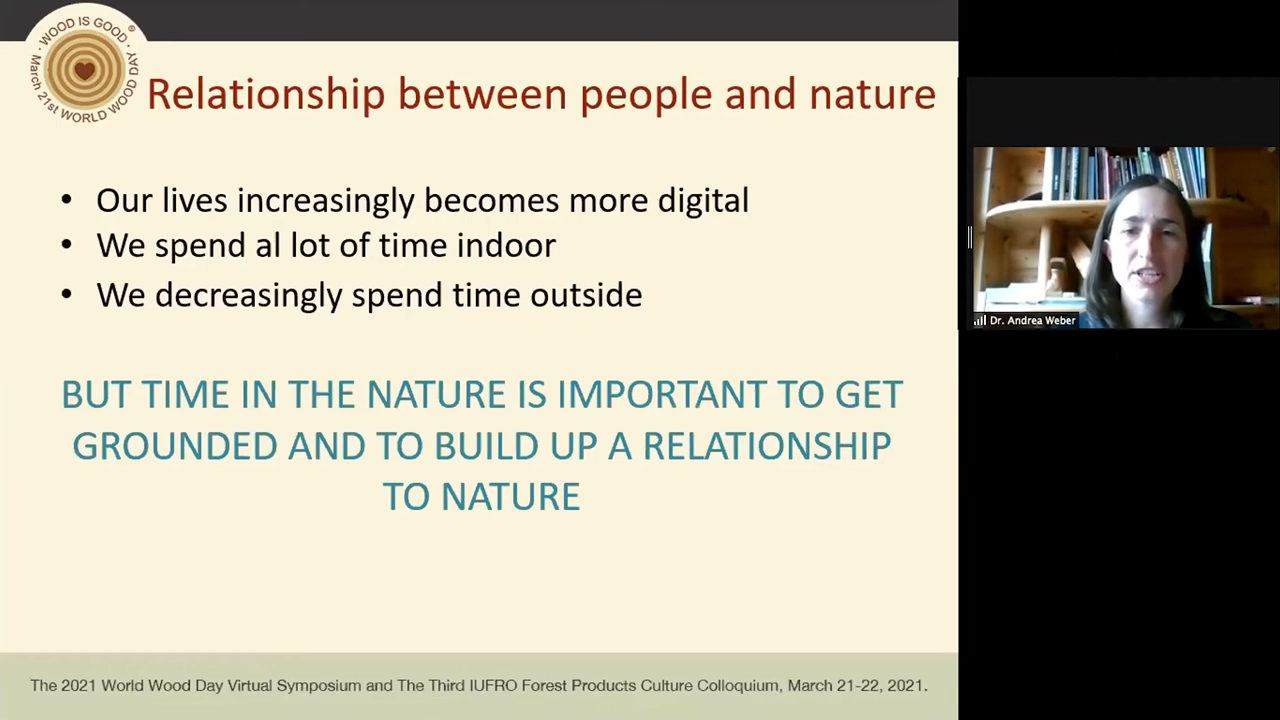 WOOD IS GOOD ®
March 21st WORLD WOOD DAY
Relationship between people and nature
• Our lives increasingly becomes more digital
• We spend al lot of time indoor
• We decreasingly spend time outside
BUT TIME IN THE NATURE IS IMPORTANT TO GET
GROUNDED AND TO BUILD UP A RELATIONSHIP
TO NATURE
Dr. Andrea Weber
The 2021 World Wood Day Virtual Symposium and The Third IUFRO Forest Products Culture Colloquium, March 21-22, 2021.